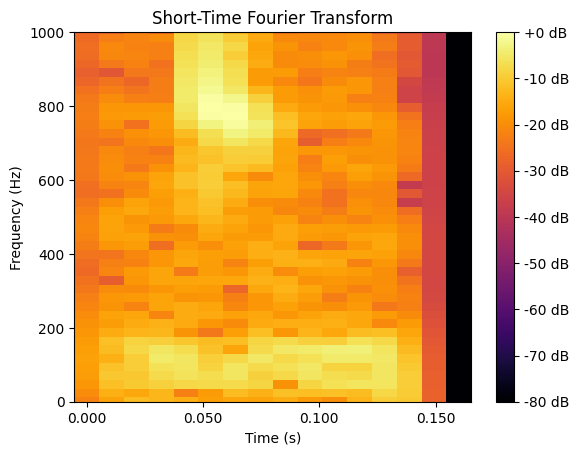 Short-Time Fourier Transform
1000
800
600
400
200
0
Frequency (Hz)
0.000
0.050
0.100
0.150
Time (s)
+0 dB
-10 dB
-20 dB
-30 dB
-40 dB
-50 dB
-60 dB
-70 dB
-80 dB